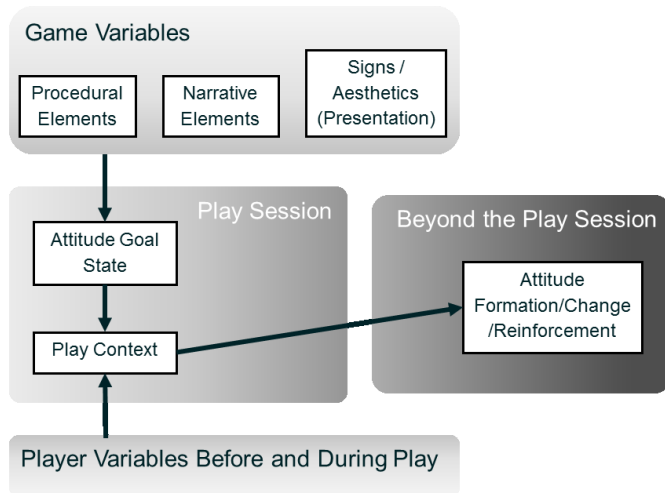 Game Variables
Procedural
Elements
Narrative
Elements
Signs /
Aesthetics
(Presentation)
Play Session
Attitude Goal
State
Play Context
Beyond the Play Session
Attitude
Formation/Change
/Reinforcement
Player Variables Before and During Play